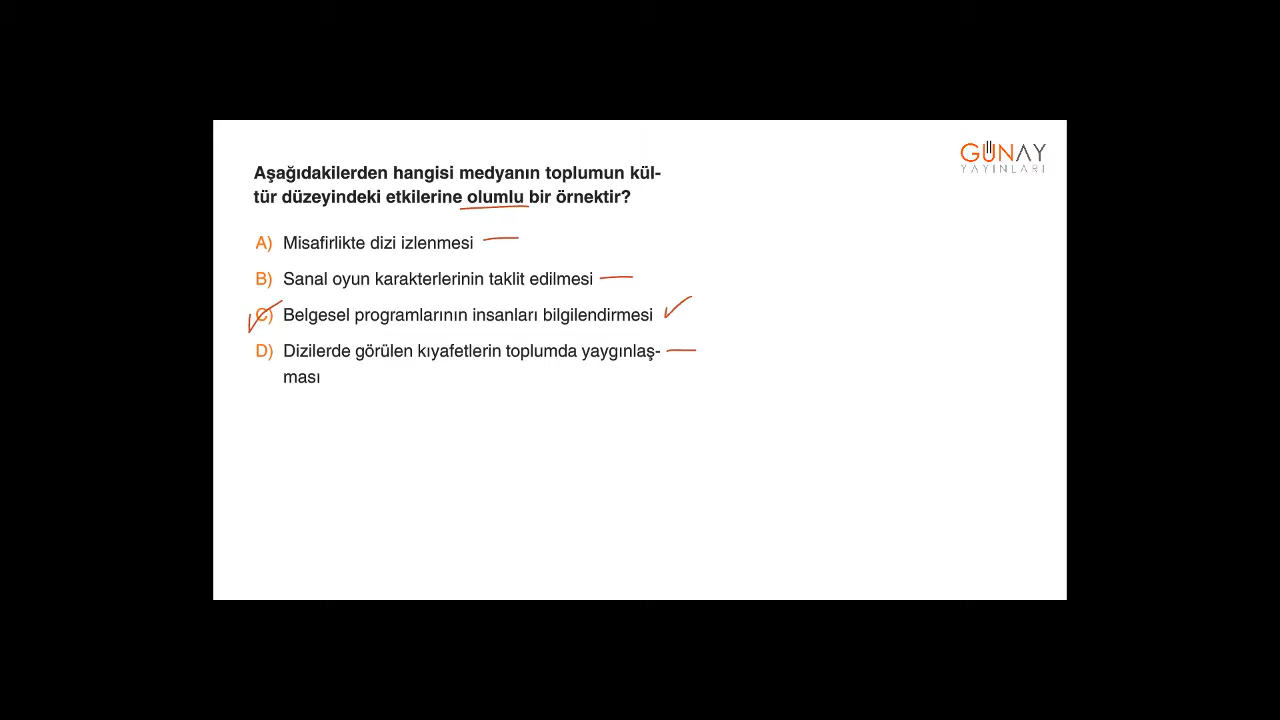 GÜNAY
YAYINLARI
Aşağıdakilerden hangisi medyanın toplumun kül-
tür düzeyindeki etkilerine olumlu bir örnektir?
A) Misafirlikte dizi izlenmesi
B) Sanal oyun karakterlerinin taklit edilmesi
C) Belgesel programlarının insanları bilgilendirmesi
D) Dizilerde görülen kıyafetlerin toplumda yaygınlaş-
ması